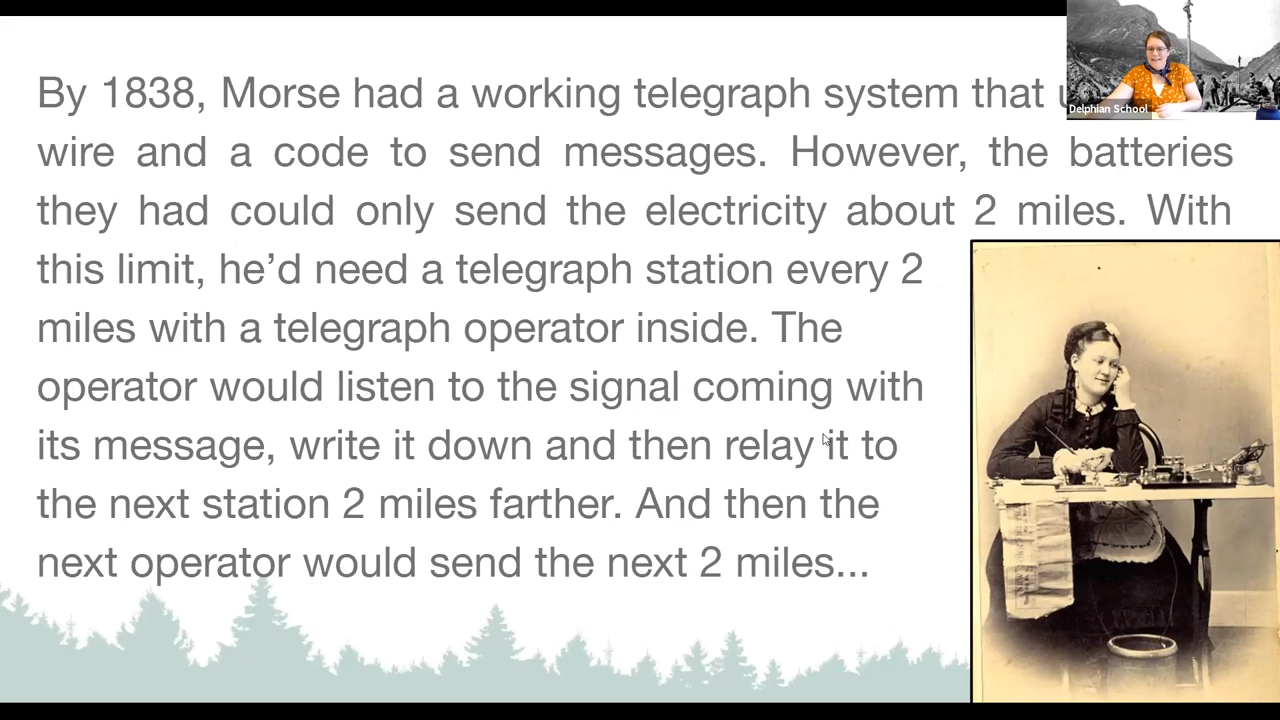 By 1838, Morse had a working telegraph system that
wire and a code to send messages. However, the batteries
they had could only send the electricity about 2 miles. With
this limit, he’d need a telegraph station every 2
miles with a telegraph operator inside. The
operator would listen to the signal coming with
its message, write it down and then relay it to
the next station 2 miles farther. And then the
next operator would send the next 2 miles...
Delphian School